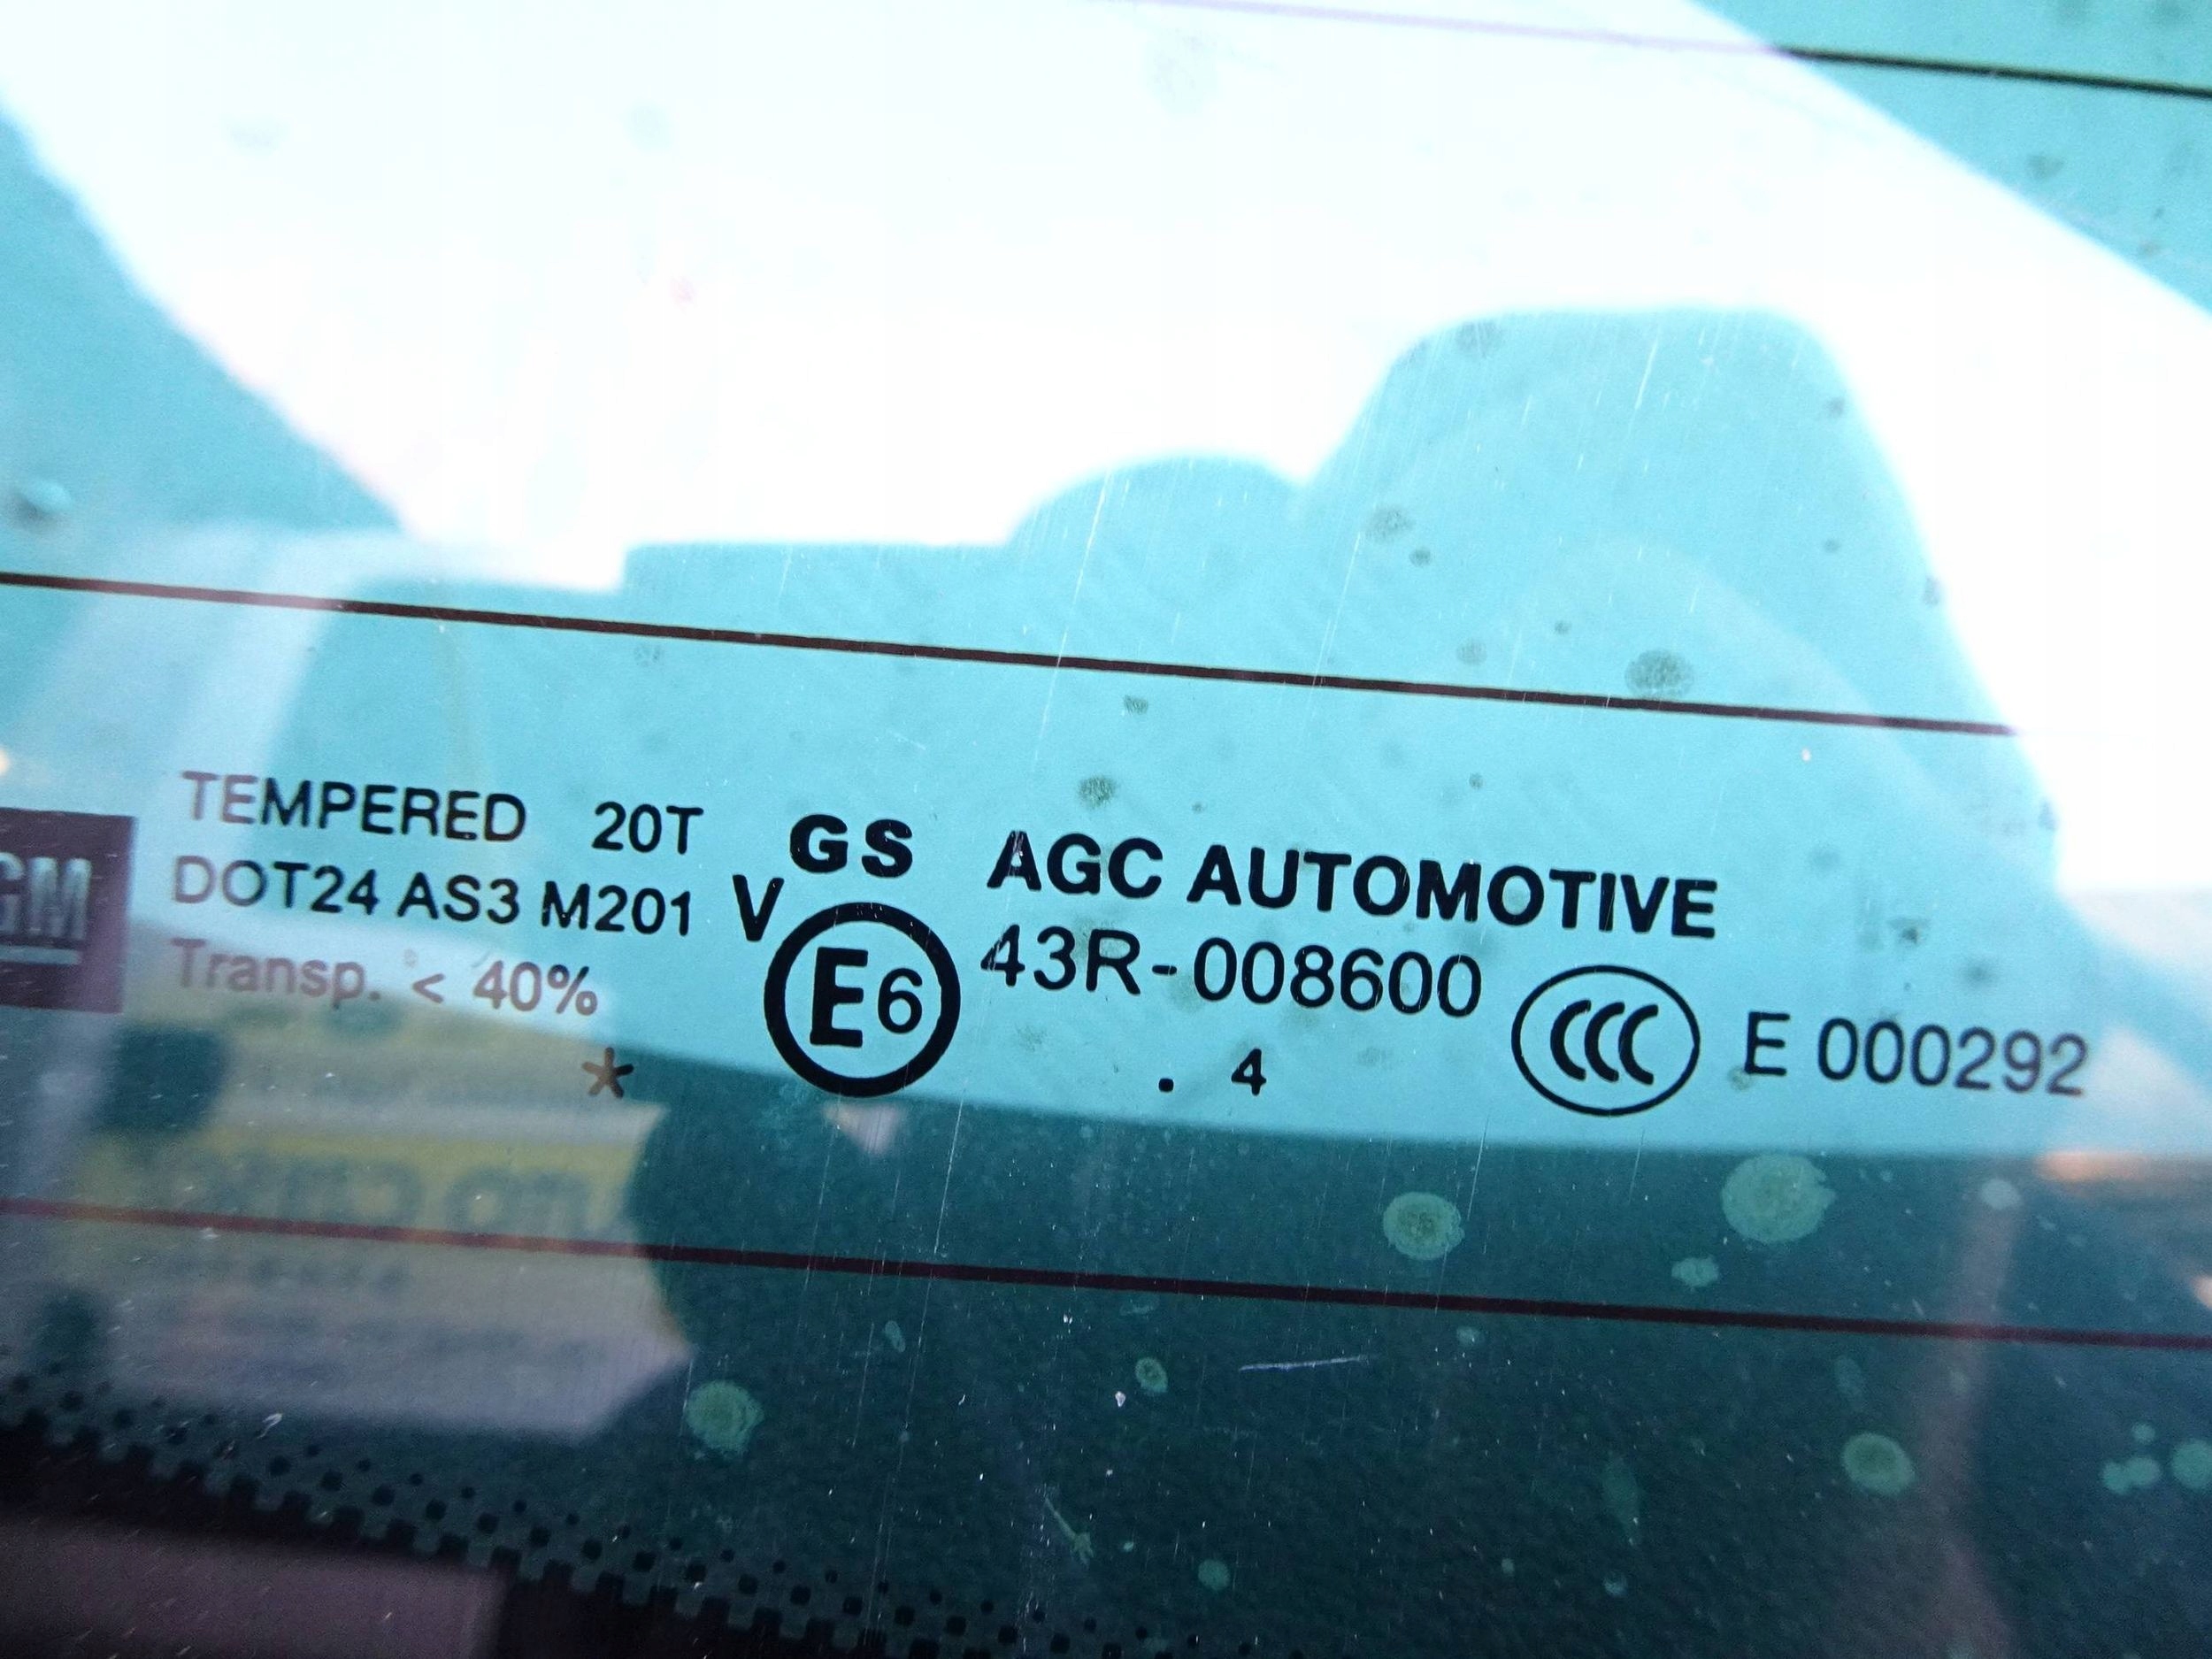 GM
TEMPERED 20T GS AGC AUTOMOTIVE
DOT24 AS3 M201 V E6 43R-008600
Transp. < 40% CCC E 000292
* . 4